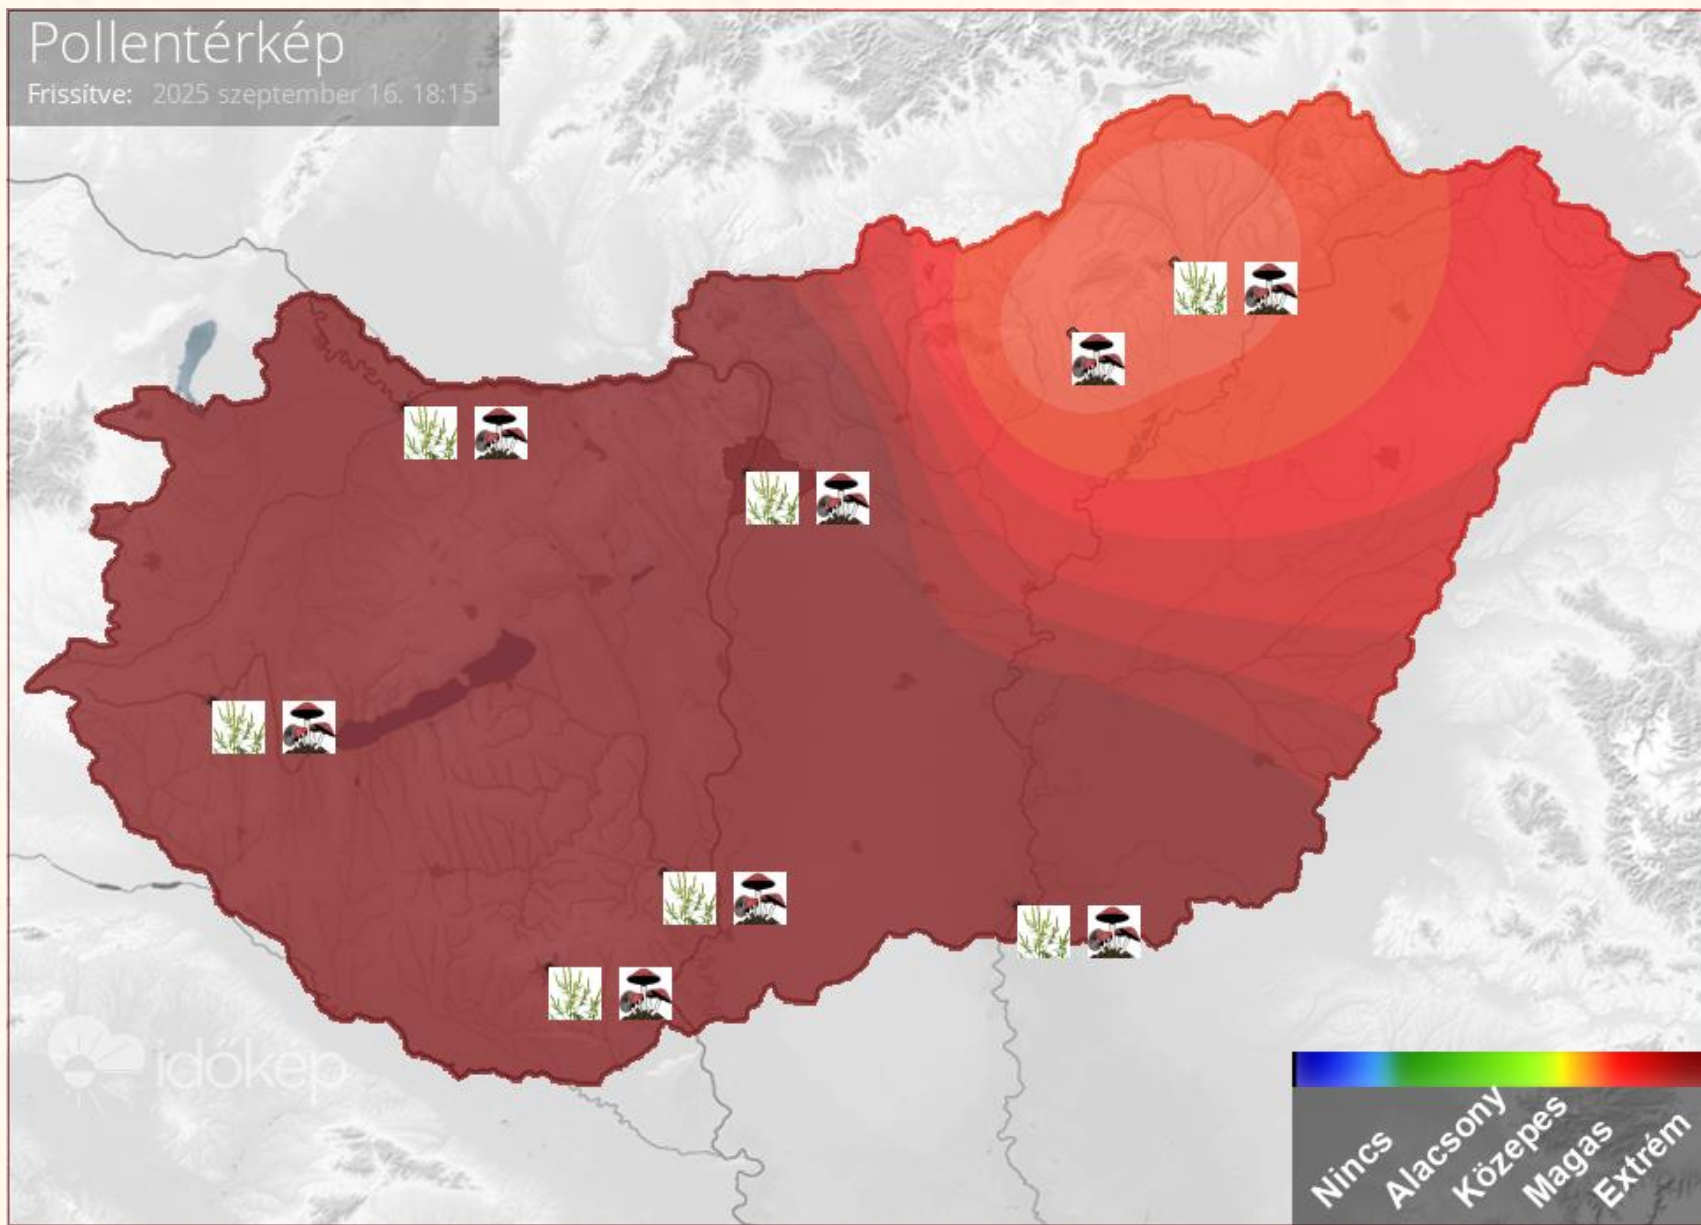 Pollentérkép
Frissítve: 2025 szeptember 16. 18:15
időkép
Nincs
Alacsony
Közepes
Magas
Extrém